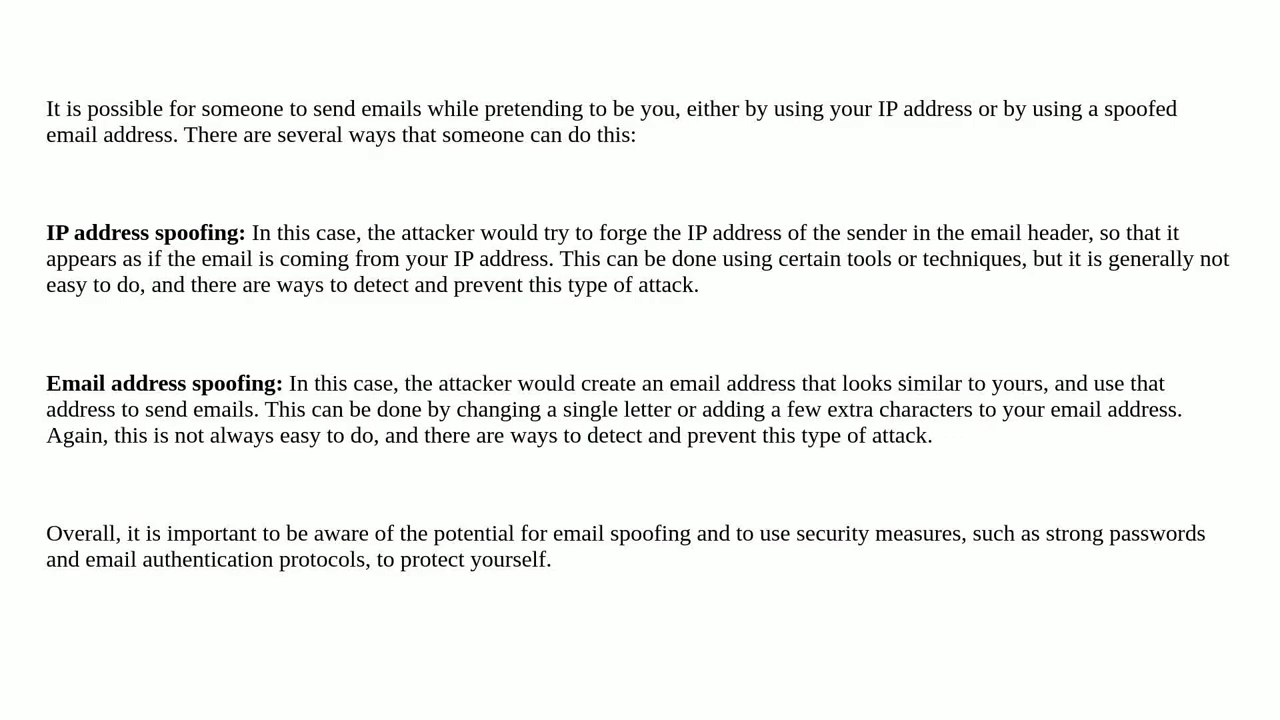 It is possible for someone to send emails while pretending to be you, either by using your IP address or by using a spoofed
email address. There are several ways that someone can do this:
IP address spoofing: In this case, the attacker would try to forge the IP address of the sender in the email header, so that it
appears as if the email is coming from your IP address. This can be done using certain tools or techniques, but it is generally not
easy to do, and there are ways to detect and prevent this type of attack.
Email address spoofing: In this case, the attacker would create an email address that looks similar to yours, and use that
address to send emails. This can be done by changing a single letter or adding a few extra characters to your email address.
Again, this is not always easy to do, and there are ways to detect and prevent this type of attack.
Overall, it is important to be aware of the potential for email spoofing and to use security measures, such as strong passwords
and email authentication protocols, to protect yourself.